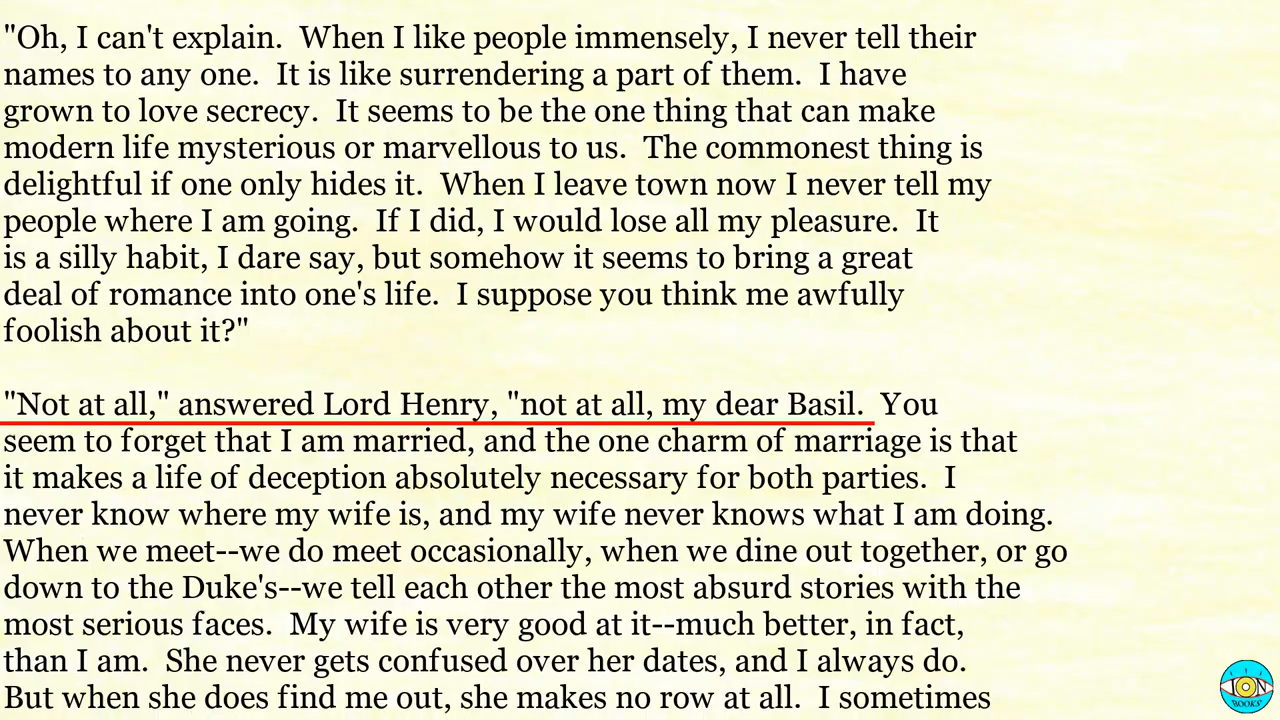 "Oh, I can't explain.  When I like people immensely, I never tell their
names to any one.  It is like surrendering a part of them.  I have
grown to love secrecy.  It seems to be the one thing that can make
modern life mysterious or marvellous to us.  The commonest thing is
delightful if one only hides it.  When I leave town now I never tell my
people where I am going.  If I did, I would lose all my pleasure.  It
is a silly habit, I dare say, but somehow it seems to bring a great
deal of romance into one's life.  I suppose you think me awfully
foolish about it?"
"Not at all," answered Lord Henry, "not at all, my dear Basil.  You
seem to forget that I am married, and the one charm of marriage is that
it makes a life of deception absolutely necessary for both parties.  I
never know where my wife is, and my wife never knows what I am doing.
When we meet--we do meet occasionally, when we dine out together, or go
down to the Duke's--we tell each other the most absurd stories with the
most serious faces.  My wife is very good at it--much better, in fact,
than I am.  She never gets confused over her dates, and I always do.
But when she does find me out, she makes no row at all.  I sometimes
ION
BOOKS